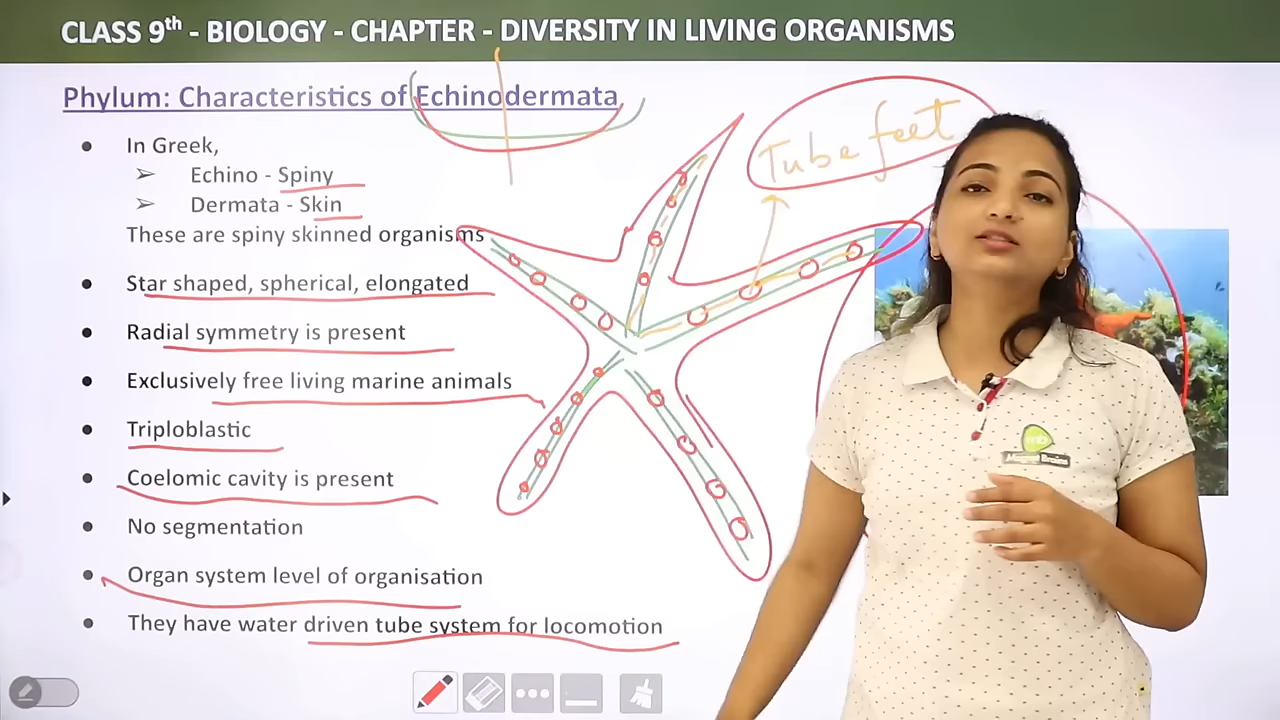 CLASS 9th - BIOLOGY - CHAPTER - DIVERSITY IN LIVING ORGANISMS
Phylum: Characteristics of Echinodermata
● In Greek,
➢ Echino - Spiny
➢ Dermata - Skin
These are spiny skinned organisms
● Star shaped, spherical, elongated
● Radial symmetry is present
● Exclusively free living marine animals
● Triploblastic
● Coelomic cavity is present
● No segmentation
● Organ system level of organisation
● They have water driven tube system for locomotion
Tube feet